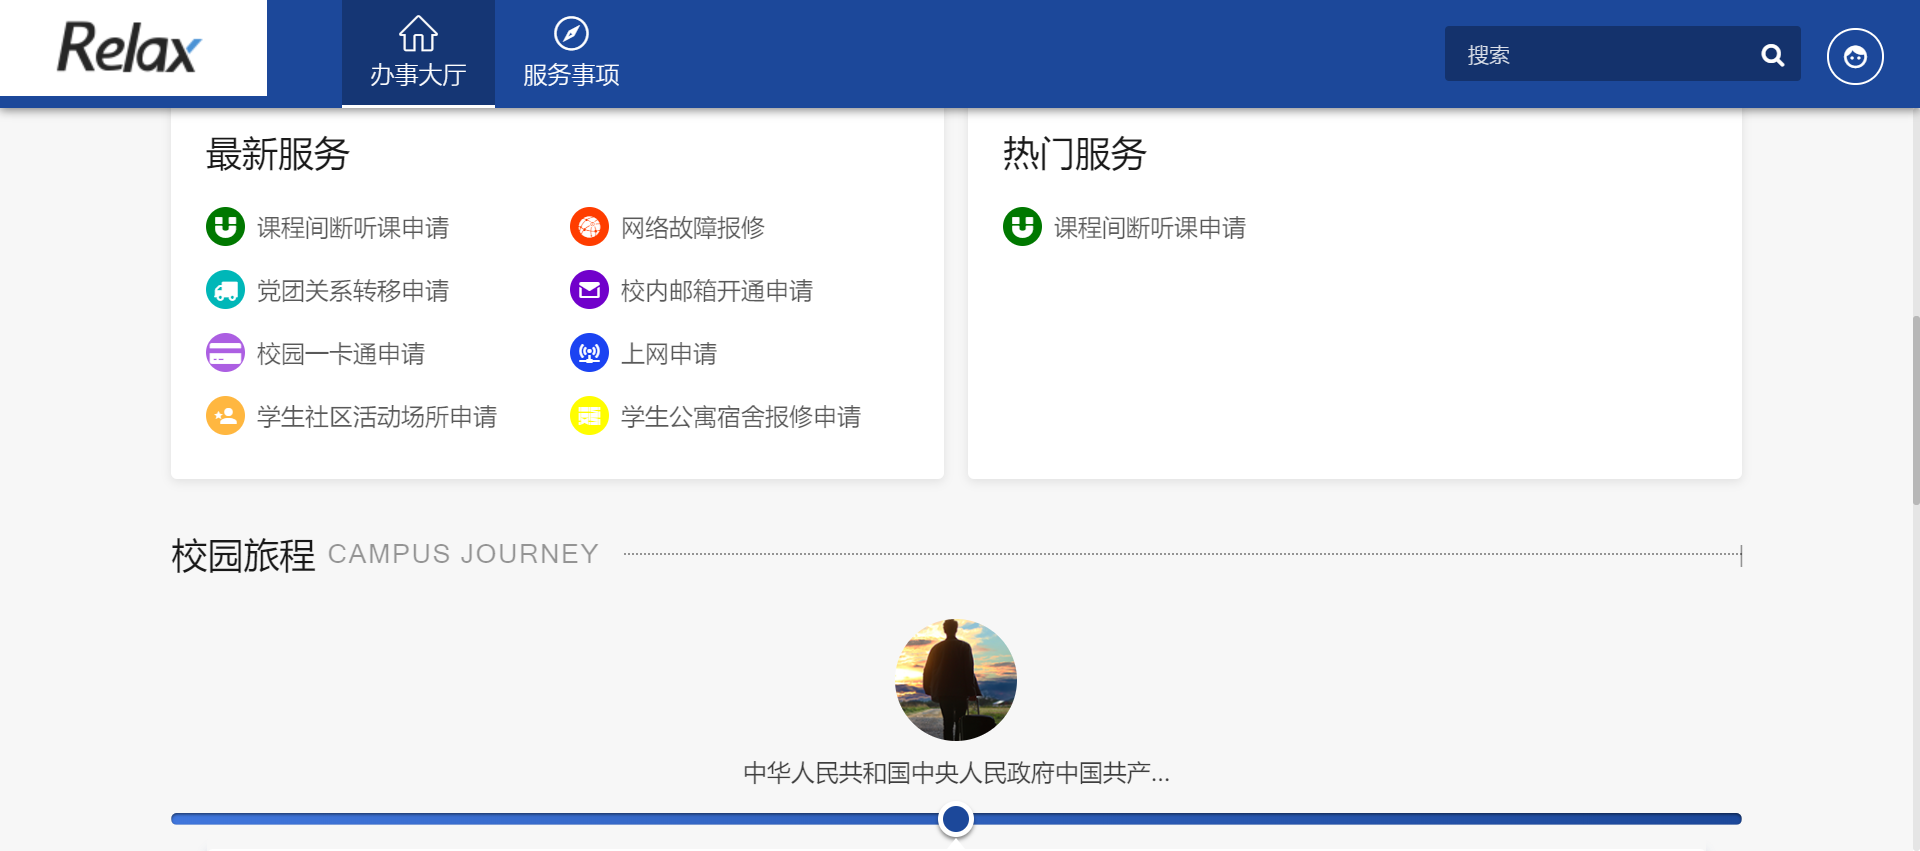 Relax
办事大厅
服务事项
搜索
最新服务
课程间断听课申请
网络故障报修
党团关系转移申请
校内邮箱开通申请
校园一卡通申请
上网申请
学生社区活动场所申请
学生公寓宿舍报修申请
热门服务
课程间断听课申请
校园旅程 CAMPUS JOURNEY
中华人民共和国中央人民政府中国共产...